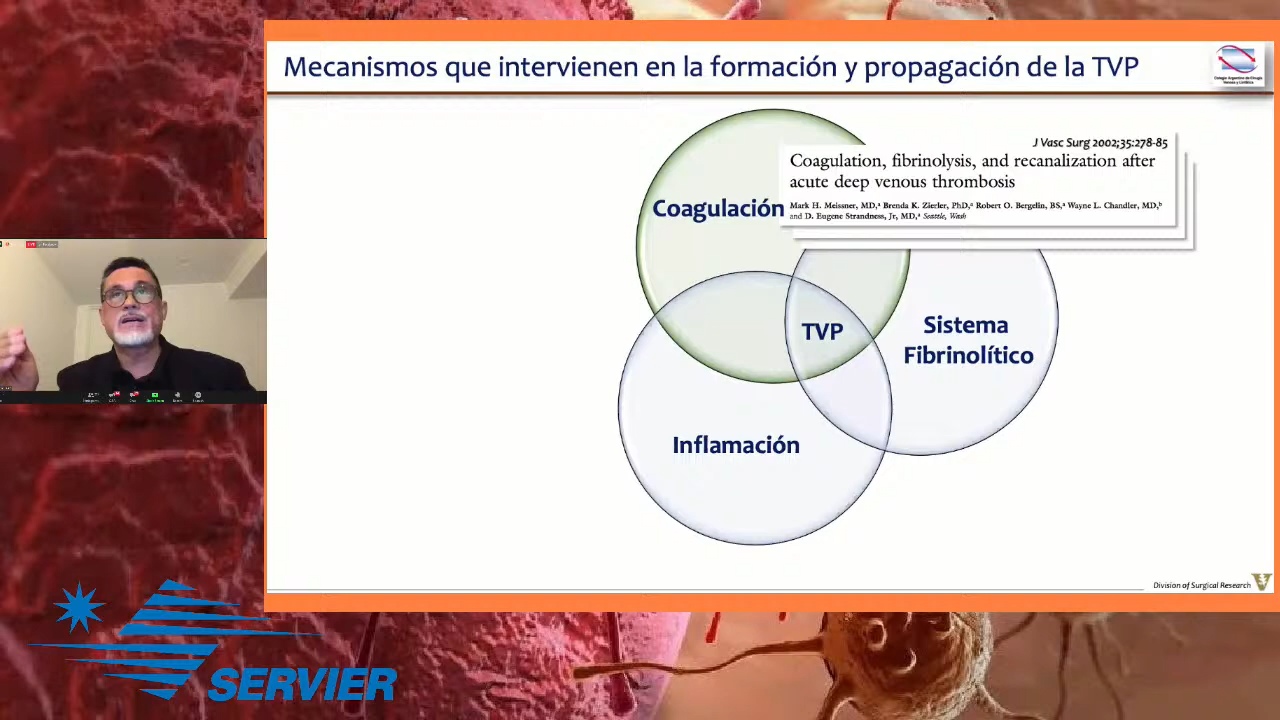 Mecanismos que intervienen en la formación y propagación de la TVP
J Vasc Surg 2002;35:278-85
Coagulation, fibrinolysis, and recanalization after
acute deep venous thrombosis
Mark H. Meissner, MD,ᵃ Brenda K. Zierler, PhD,ᵃ Robert O. Bergelin, BS,ᵃ Wayne L. Chandler, MD,ᵇ
and D. Eugene Strandness, Jr, MD,ᵃ Seattle, Wash
Coagulación
TVP
Sistema
Fibrinolítico
Inflamación
Division of Surgical Research
SERVIER